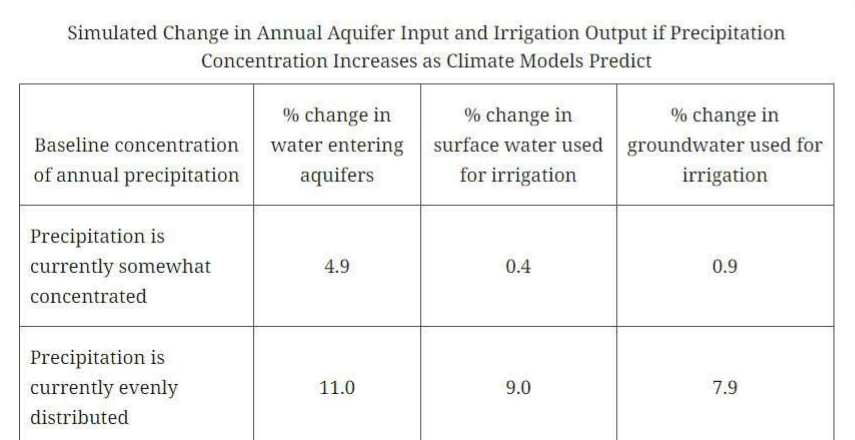 Simulated Change in Annual Aquifer Input and Irrigation Output if Precipitation
Concentration Increases as Climate Models Predict
Baseline concentration
of annual precipitation
% change in
water entering
aquifers
% change in
surface water used
for irrigation
% change in
groundwater used for
irrigation
Precipitation is
currently somewhat
concentrated
4.9
0.4
0.9
Precipitation is
currently evenly
distributed
11.0
9.0
7.9